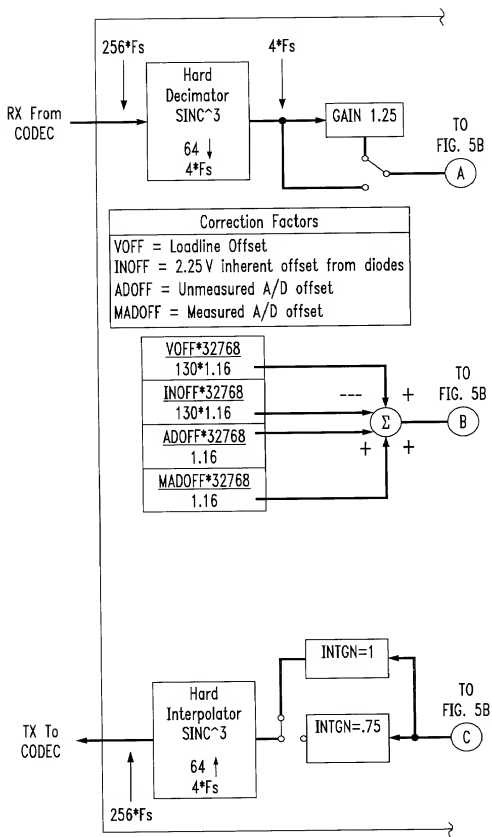 256*Fs
4*Fs
RX From
CODEC
Hard
Decimator
SINC^3
64 ↓
4*Fs
GAIN 1.25
TO
FIG. 5B
A
Correction Factors
VOFF = Loadline Offset
INOFF = 2.25V inherent offset from diodes
ADOFF = Unmeasured A/D offset
MADOFF = Measured A/D offset
VOFF*32768
130*1.16
INOFF*32768
130*1.16
ADOFF*32768
1.16
MADOFF*32768
1.16
--- +
Σ
+ +
TO
FIG. 5B
B
INTGN=1
INTGN=.75
TO
FIG. 5B
C
Hard
Interpolator
SINC^3
64 ↑
4*Fs
TX To
CODEC
256*Fs